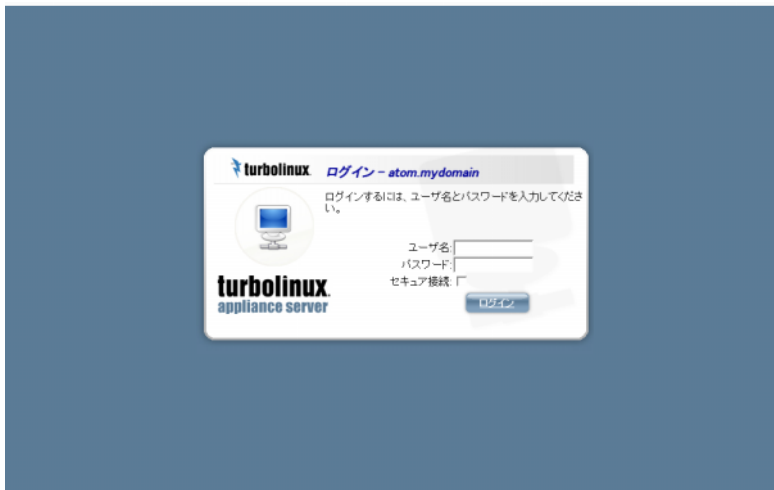 turbolinux.
ログイン - atom.mydomain
ログインするには、ユーザ名とパスワードを入力してくださ
い。
ユーザ名:
パスワード:
セキュア接続:
ログイン
turbolinux.
appliance server